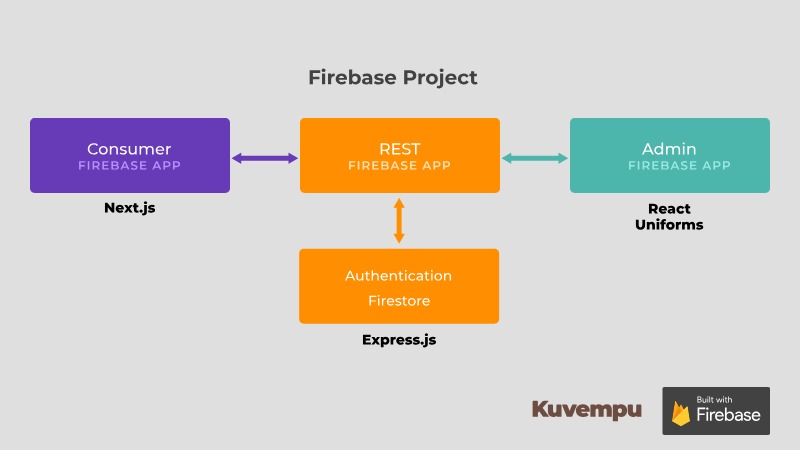 Firebase Project
Consumer
FIREBASE APP
REST
FIREBASE APP
Admin
FIREBASE APP
Next.js
React
Uniforms
Authentication
Firestore
Express.js
Kuvempu
Built with
Firebase